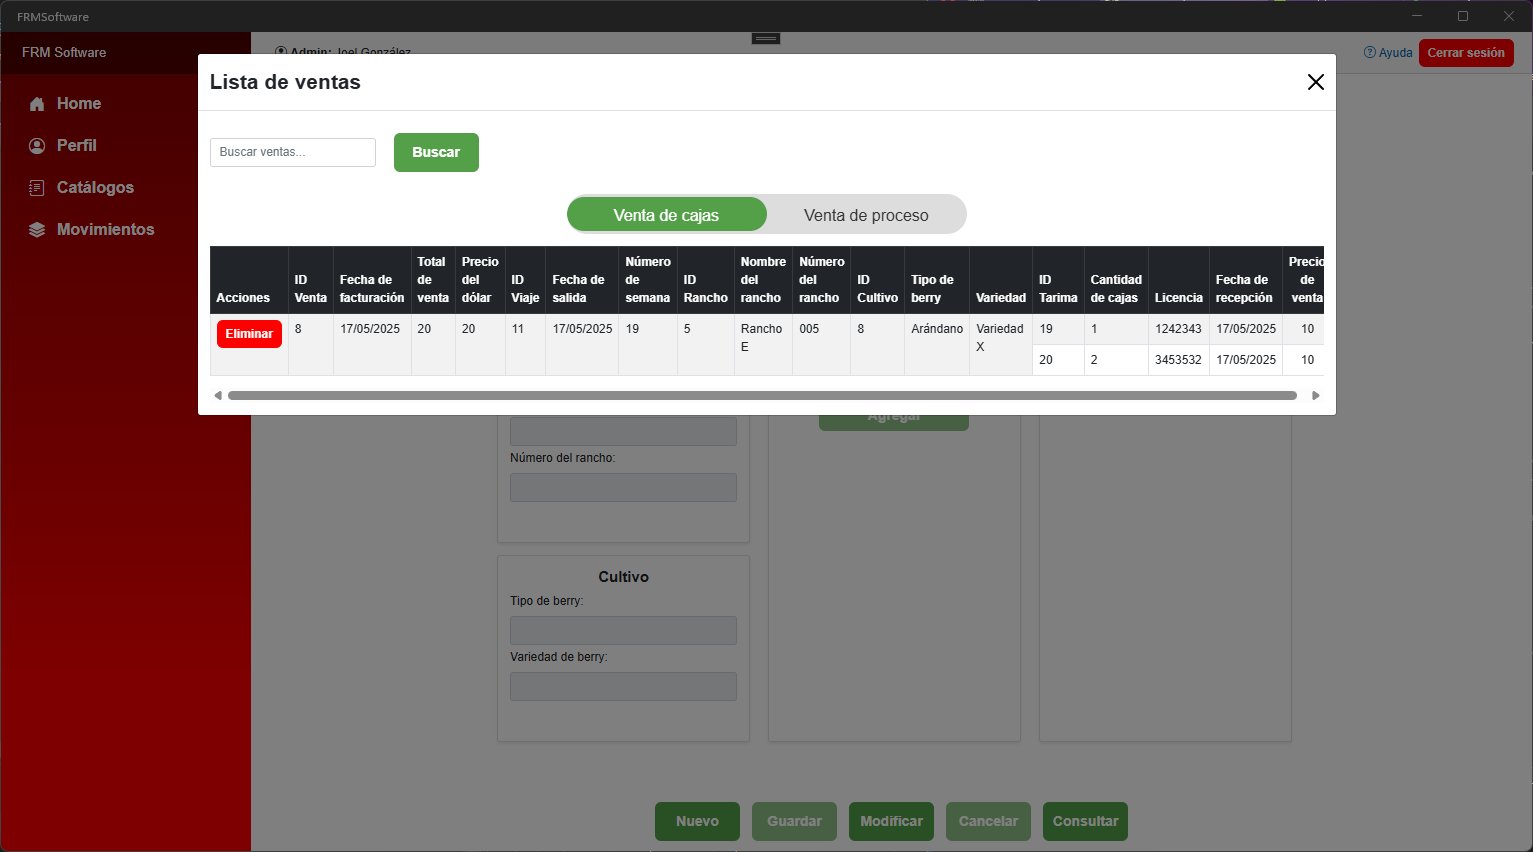 FRMSoftware
FRM Software
Admin: Joel González
Ayuda
Cerrar sesión
Home
Perfil
Catálogos
Movimientos
Lista de ventas
Buscar ventas...
Buscar
Venta de cajas
Venta de proceso
Acciones
ID Venta
Fecha de facturación
Total de venta
Precio del dólar
ID Viaje
Fecha de salida
Número de semana
ID Rancho
Nombre del rancho
Número del rancho
ID Cultivo
Tipo de berry
Variedad
ID Tarima
Cantidad de cajas
Licencia
Fecha de recepción
Precio de venta
Eliminar 8 17/05/2025 20 20 11 17/05/2025 19 5 Rancho E 005 8 Arándano Variedad X 19 1 1242343 17/05/2025 10
20 2 3453532 17/05/2025 10
Agregar
Número del rancho:
Cultivo
Tipo de berry:
Variedad de berry:
Nuevo
Guardar
Modificar
Cancelar
Consultar